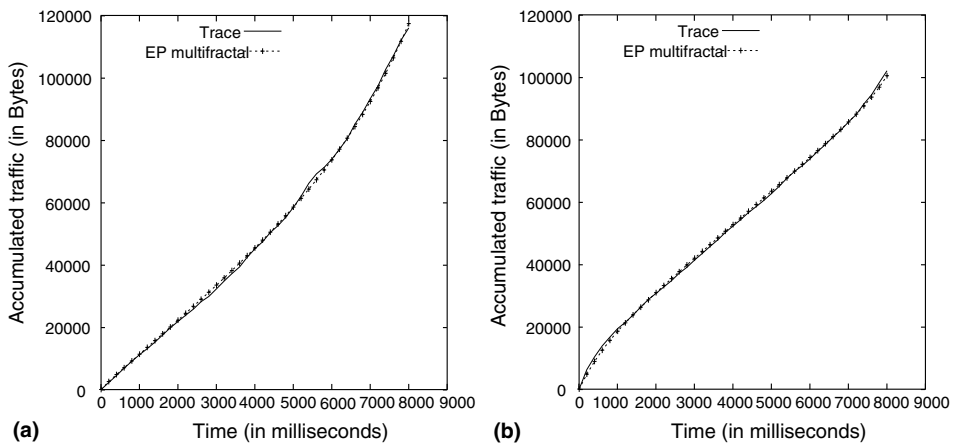 120000
100000
80000
60000
40000
20000
0
Accumulated traffic (in Bytes)
Trace
EP multifractal
0 1000 2000 3000 4000 5000 6000 7000 8000 9000
Time (in milliseconds)
(a)
120000
100000
80000
60000
40000
20000
0
Accumulated traffic (in Bytes)
Trace
EP multifractal
0 1000 2000 3000 4000 5000 6000 7000 8000 9000
Time (in milliseconds)
(b)